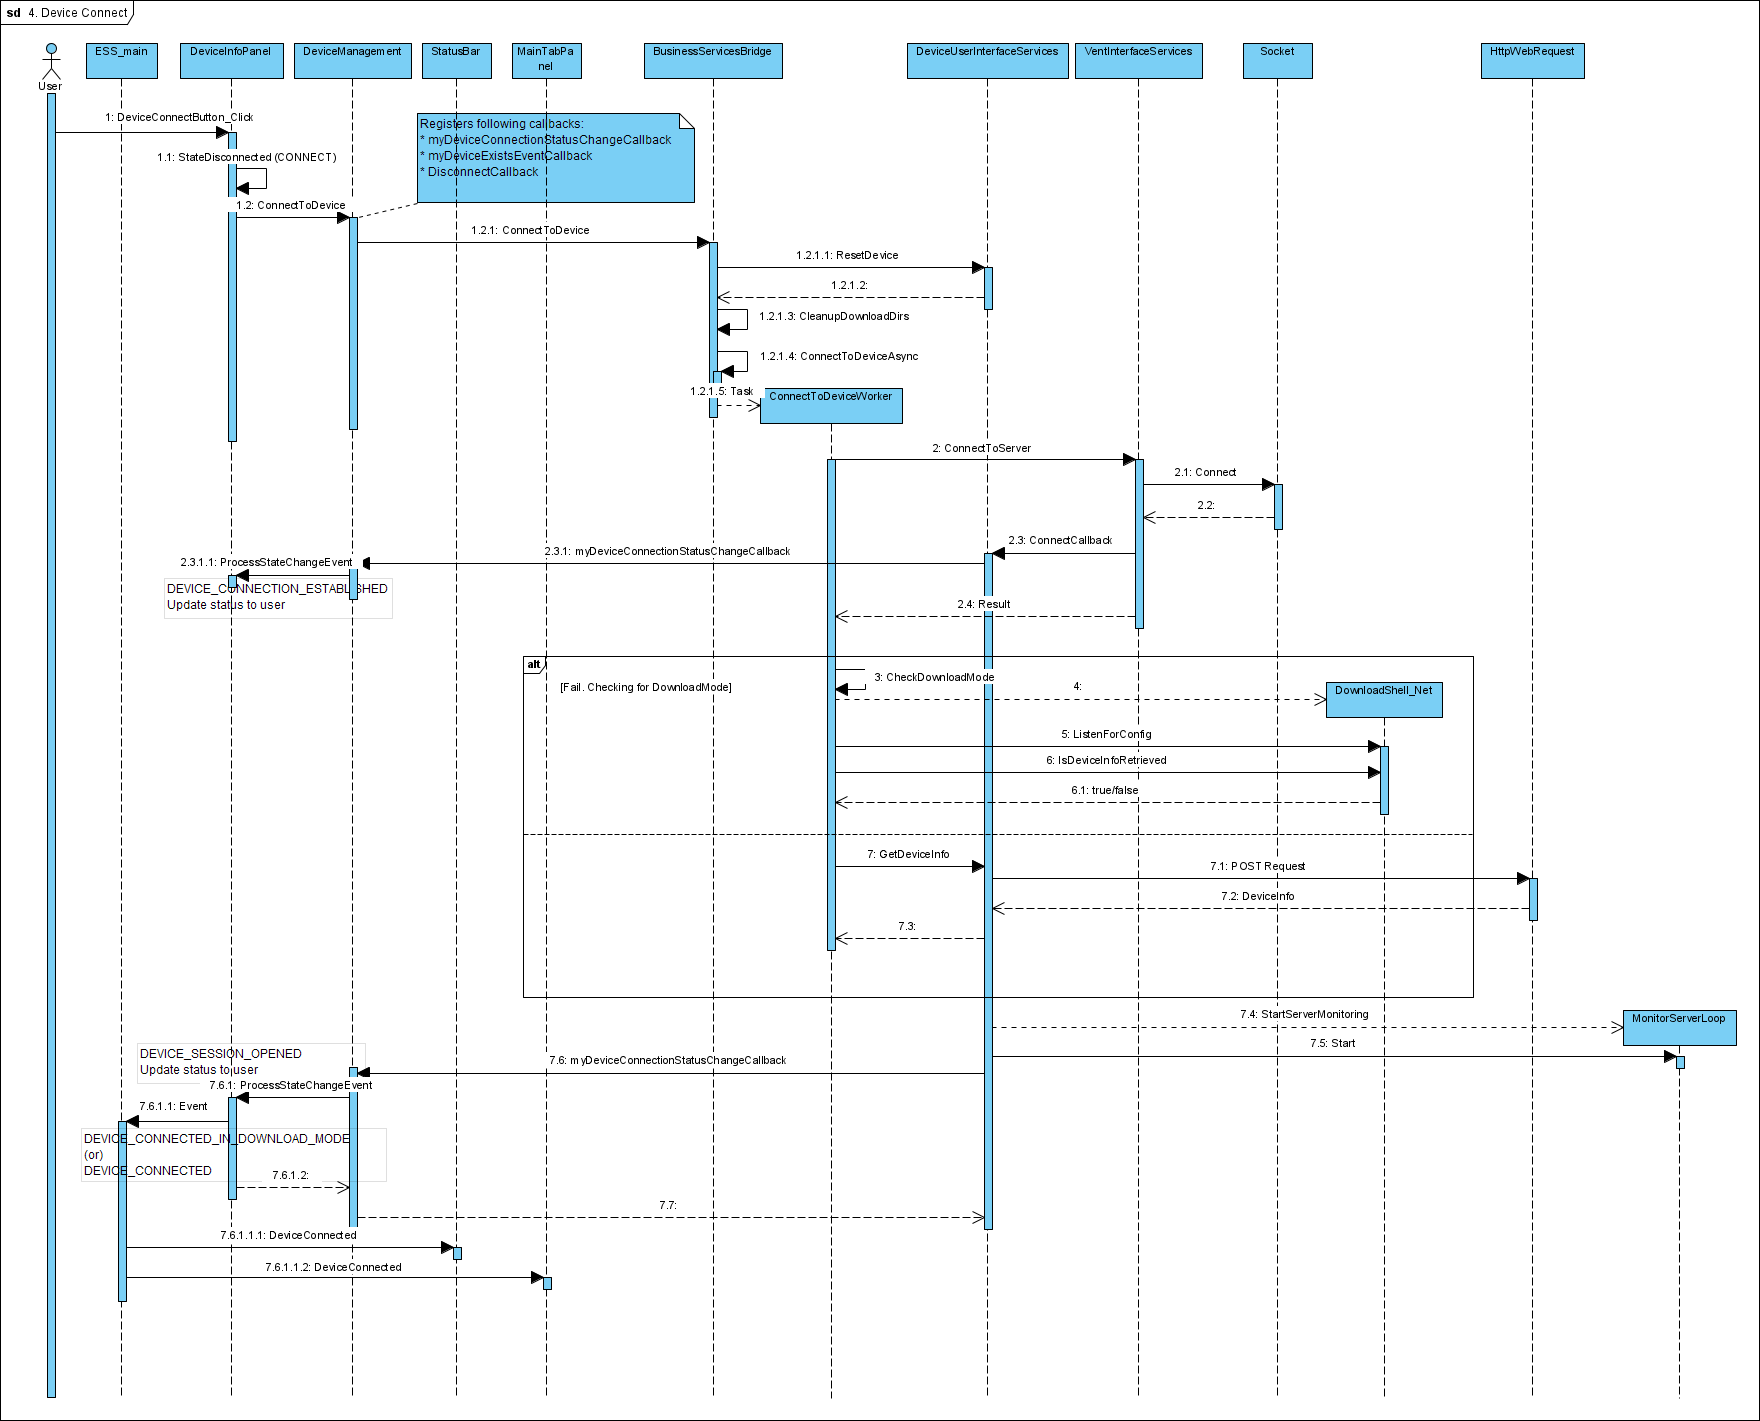 sd 4. Device Connect
User
ESS_main
DeviceInfoPanel
DeviceManagement
StatusBar
MainTabPa
nel
BusinessServicesBridge
DeviceUserInterfaceServices
VentInterfaceServices
Socket
HttpWebRequest
1: DeviceConnectButton_Click
Registers following callbacks:
* myDeviceConnectionStatusChangeCallback
* myDeviceExistsEventCallback
* DisconnectCallback
1.1: StateDisconnected (CONNECT)
1.2: ConnectToDevice
1.2.1: ConnectToDevice
1.2.1.1: ResetDevice
1.2.1.2:
1.2.1.3: CleanupDownloadDirs
1.2.1.4: ConnectToDeviceAsync
1.2.1.5: Task
ConnectToDeviceWorker
2: ConnectToServer
2.1: Connect
2.2:
2.3: ConnectCallback
2.3.1: myDeviceConnectionStatusChangeCallback
2.3.1.1: ProcessStateChangeEvent
DEVICE_CONNECTION_ESTABLISHED
Update status to user
2.4: Result
alt
[Fail. Checking for DownloadMode]
3: CheckDownloadMode
4:
DownloadShell_Net
5: ListenForConfig
6: IsDeviceInfoRetrieved
6.1: true/false
7: GetDeviceInfo
7.1: POST Request
7.2: DeviceInfo
7.3:
7.4: StartServerMonitoring
MonitorServerLoop
7.5: Start
DEVICE_SESSION_OPENED
Update status to user
7.6: myDeviceConnectionStatusChangeCallback
7.6.1: ProcessStateChangeEvent
7.6.1.1: Event
DEVICE_CONNECTED_IN_DOWNLOAD_MODE
(or)
DEVICE_CONNECTED
7.6.1.2:
7.7:
7.6.1.1.1: DeviceConnected
7.6.1.1.2: DeviceConnected